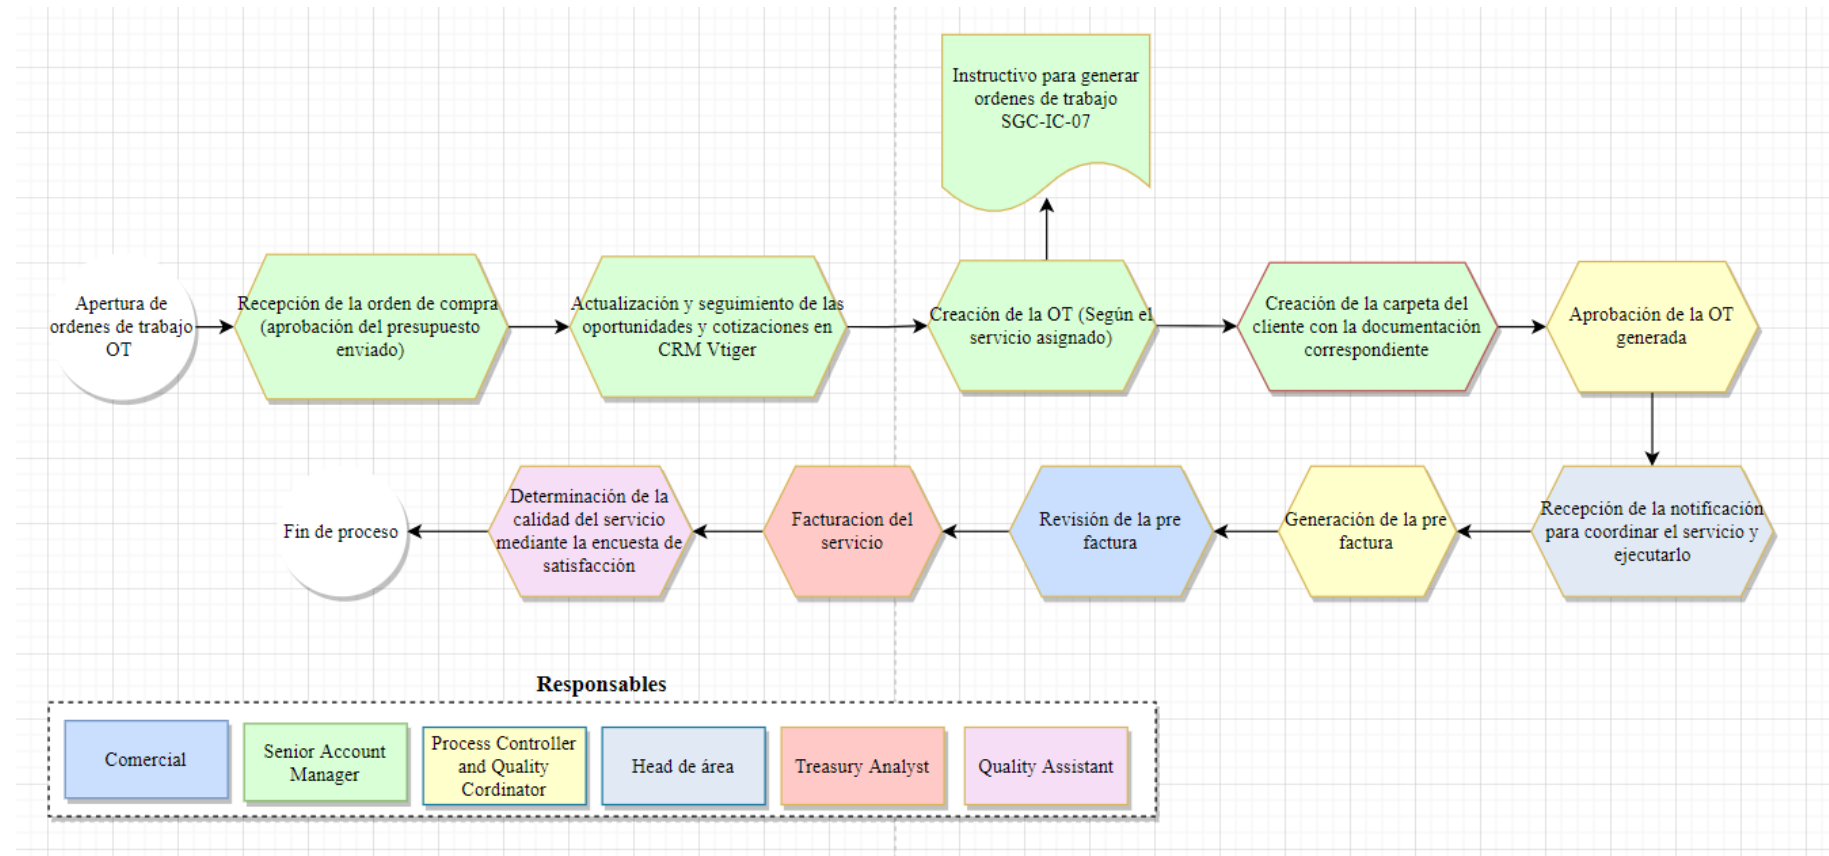 Instructivo para generar
ordenes de trabajo
SGC-IC-07
Apertura de
ordenes de trabajo
OT
Recepción de la orden de compra
(aprobación del presupuesto
enviado)
Actualización y seguimiento de las
oportunidades y cotizaciones en
CRM Vtiger
Creación de la OT (Según el
servicio asignado)
Creación de la carpeta del
cliente con la documentación
correspondiente
Aprobación de la OT
generada
Recepción de la notificación
para coordinar el servicio y
ejecutarlo
Generación de la pre
factura
Revisión de la pre
factura
Facturacion del
servicio
Determinación de la
calidad del servicio
mediante la encuesta de
satisfacción
Fin de proceso
Responsables
Comercial
Senior Account
Manager
Process Controller
and Quality
Cordinator
Head de área
Treasury Analyst
Quality Assistant